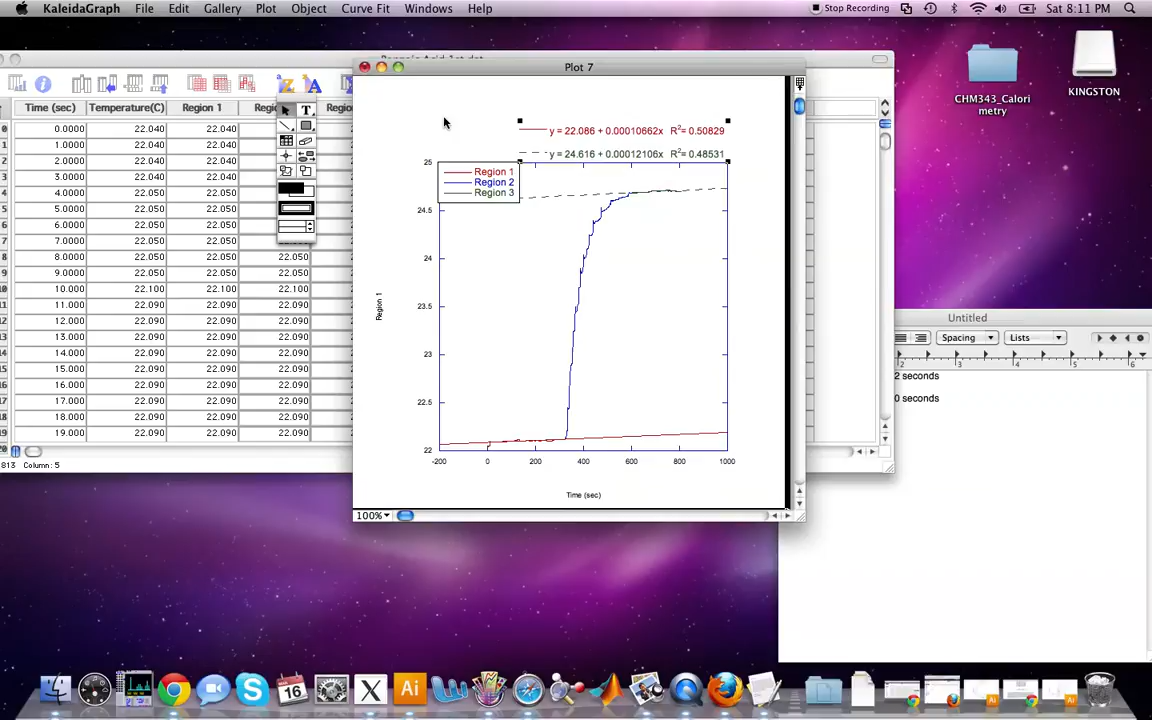 KaleidaGraph File Edit Gallery Plot Object Curve Fit Windows Help Stop Recording Sat 8:11 PM
Plot 7
CHM343_Calori
metry
KINGSTON
Time (sec) Temperature(C) Region 1
0.0000 22.040 22.040
1.0000 22.040 22.040
2.0000 22.040 22.040
3.0000 22.040 22.040
4.0000 22.050 22.050
5.0000 22.050 22.050
6.0000 22.050 22.050
7.0000 22.050 22.050
8.0000 22.050 22.050 22.050
9.0000 22.050 22.050 22.050
10.000 22.100 22.100 22.100
11.000 22.090 22.090 22.090
12.000 22.090 22.090 22.090
13.000 22.090 22.090 22.090
14.000 22.090 22.090 22.090
15.000 22.090 22.090 22.090
16.000 22.090 22.090 22.090
17.000 22.090 22.090 22.090
18.000 22.090 22.090 22.090
19.000 22.090 22.090 22.090
813 Column: 5
y = 22.086 + 0.00010662x R2= 0.50829
y = 24.616 + 0.00012106x R2= 0.48531
Region 1
Region 2
Region 3
25
24.5
24
23.5
23
22.5
22
Region 1
-200 0 200 400 600 800 1000
Time (sec)
100%
Untitled
Spacing Lists
2 3 4 5 6
2 seconds
0 seconds